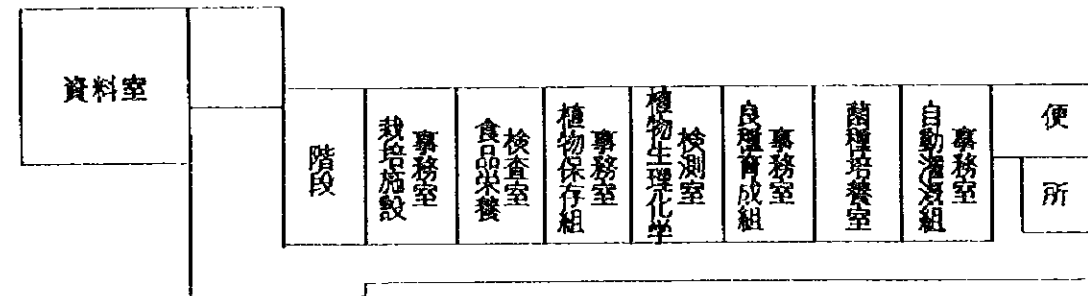 資料室
階段
栽培施設
事務室
食品栄養
検査室
植物保存組
事務室
植物生理化学
検測室
良種育成組
事務室
菌種培養室
自動灌漑組
事務室
便
所